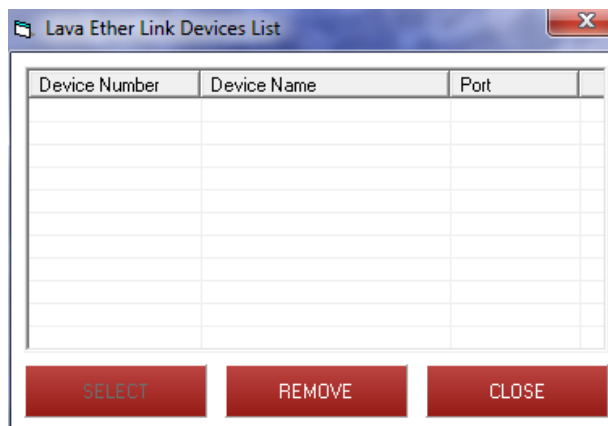 Lava Ether Link Devices List
Device Number Device Name Port
SELECT REMOVE CLOSE